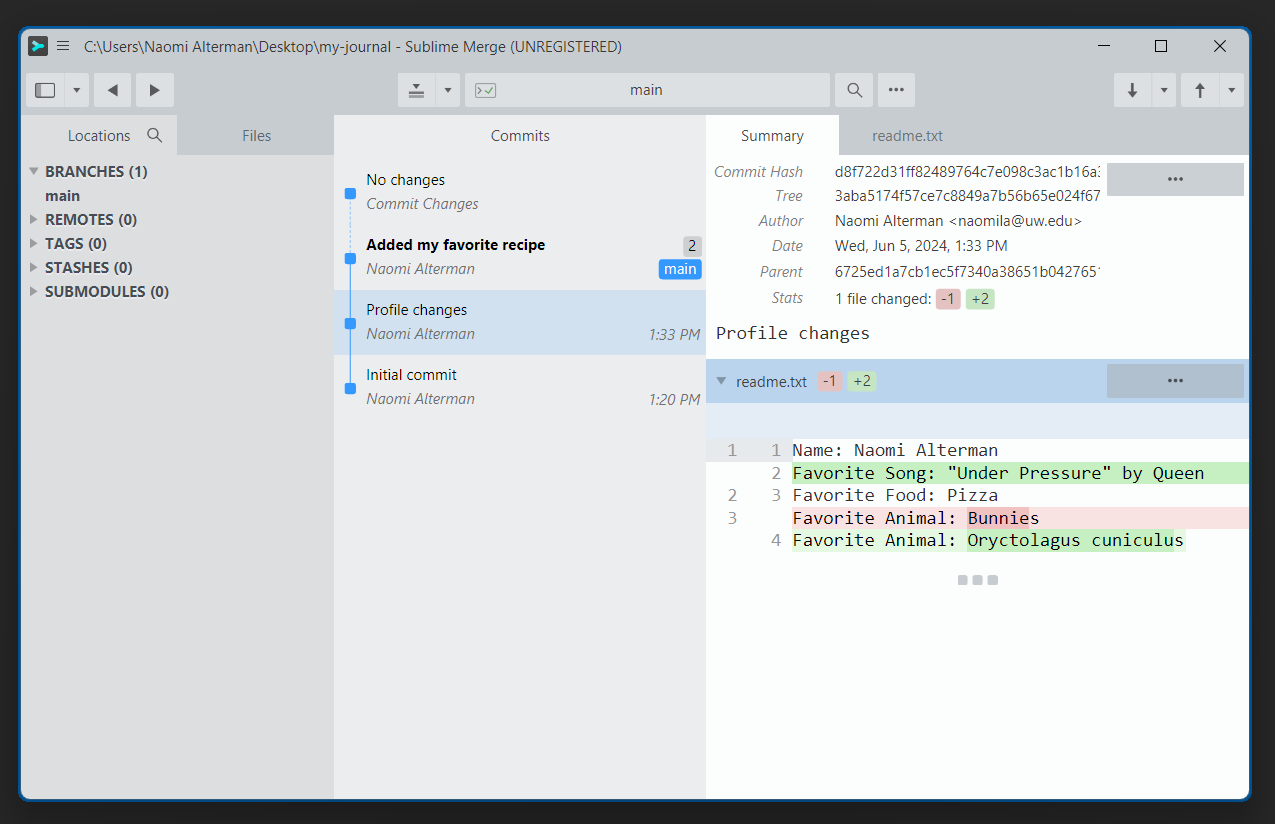 C:\Users\Naomi Alterman\Desktop\my-journal - Sublime Merge (UNREGISTERED)
main
Locations
Files
BRANCHES (1)
main
REMOTES (0)
TAGS (0)
STASHES (0)
SUBMODULES (0)
Commits
No changes
Commit Changes
Added my favorite recipe 2
Naomi Alterman main
Profile changes
Naomi Alterman 1:33 PM
Initial commit
Naomi Alterman 1:20 PM
Summary
readme.txt
Commit Hash d8f722d31ff82489764c7e098c3ac1b16a
Tree 3aba5174f57ce7c8849a7b56b65e024f67
Author Naomi Alterman <naomila@uw.edu>
Date Wed, Jun 5, 2024, 1:33 PM
Parent 6725ed1a7cb1ec5f7340a38651b042765
Stats 1 file changed: -1 +2
Profile changes
readme.txt -1 +2
1 1 Name: Naomi Alterman
2 Favorite Song: "Under Pressure" by Queen
2 3 Favorite Food: Pizza
3 Favorite Animal: Bunnies
4 Favorite Animal: Oryctolagus cuniculus